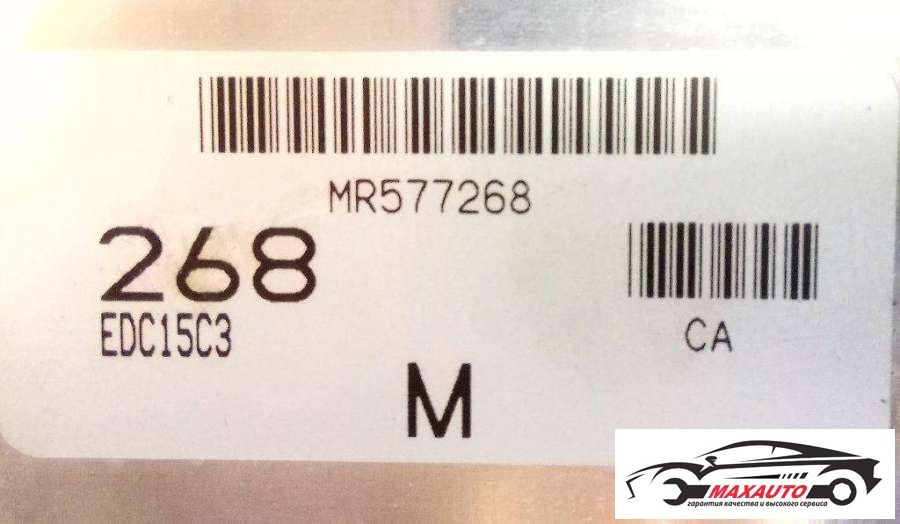 MR577268
268
EDC15C3
CA
M
MAXAUTO
гарантия качества и высокого сервиса